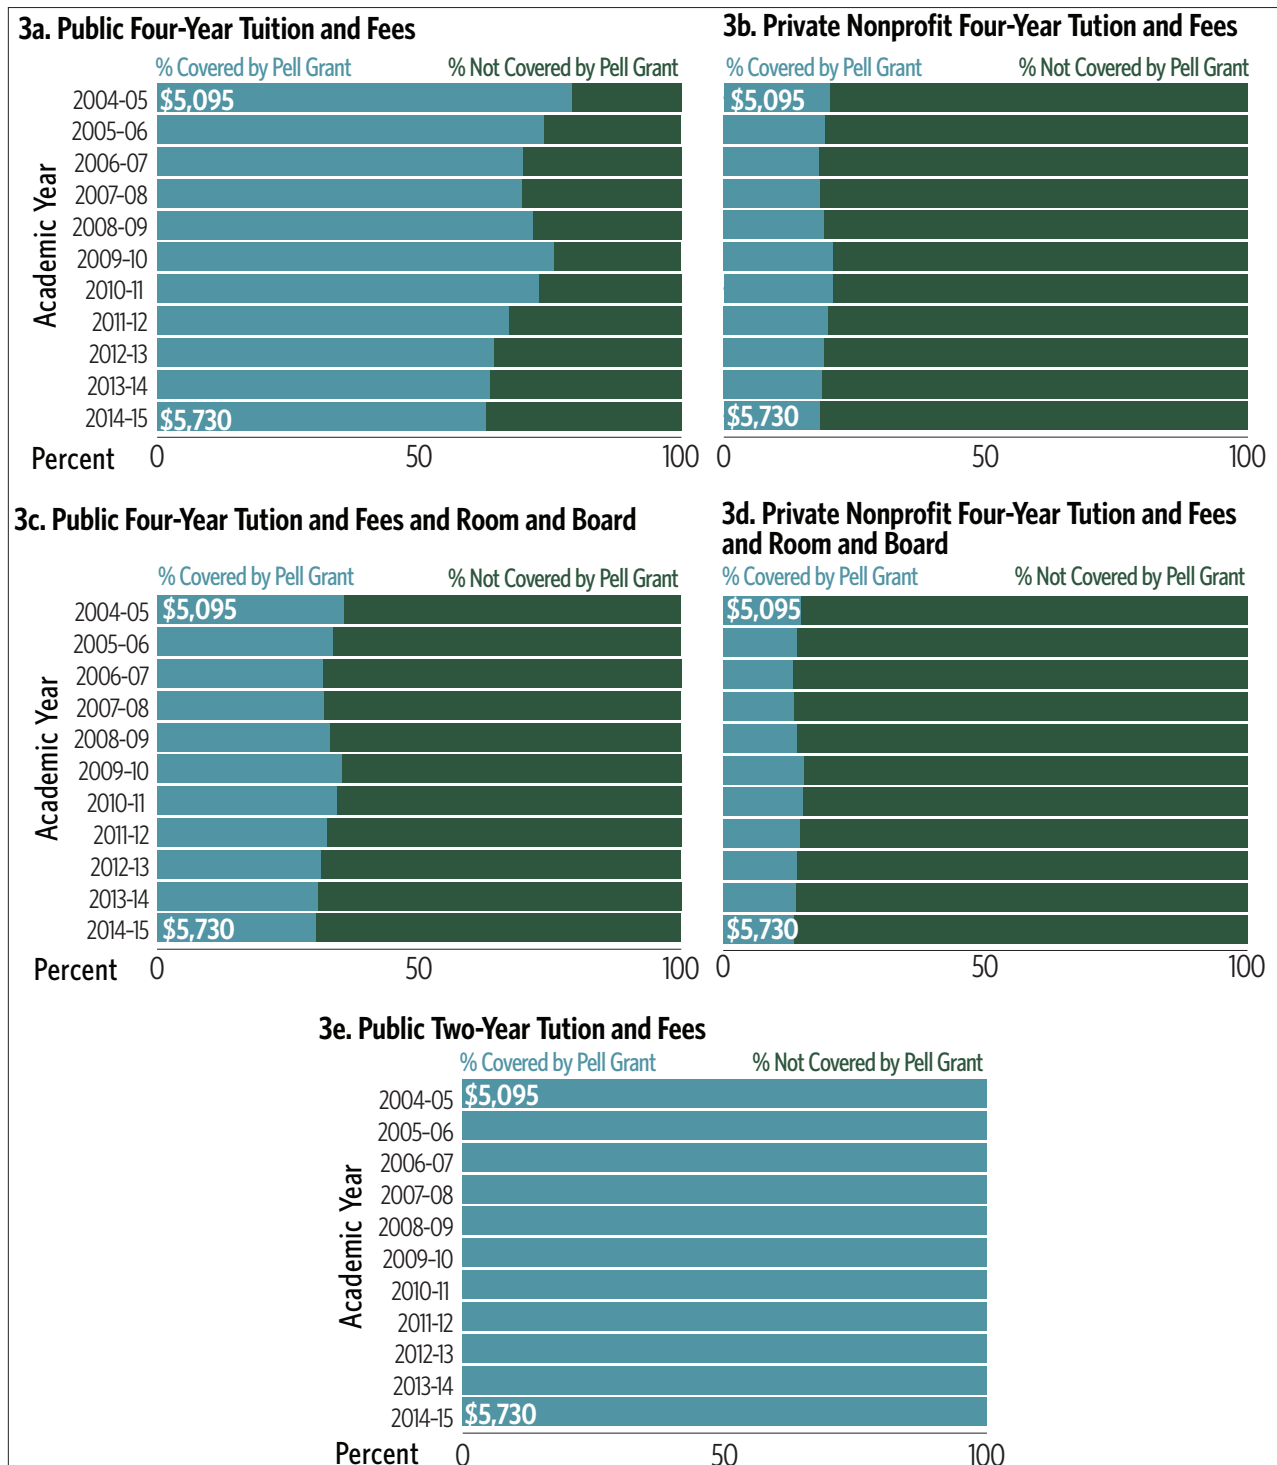 3a. Public Four-Year Tuition and Fees
% Covered by Pell Grant % Not Covered by Pell Grant
Academic Year
2004-05 $5,095
2005-06
2006-07
2007-08
2008-09
2009-10
2010-11
2011-12
2012-13
2013-14
2014-15 $5,730
Percent 0 50 100
3b. Private Nonprofit Four-Year Tution and Fees
% Covered by Pell Grant % Not Covered by Pell Grant
$5,095
$5,730
0 50 100
3c. Public Four-Year Tution and Fees and Room and Board
% Covered by Pell Grant % Not Covered by Pell Grant
Academic Year
2004-05 $5,095
2005-06
2006-07
2007-08
2008-09
2009-10
2010-11
2011-12
2012-13
2013-14
2014-15 $5,730
Percent 0 50 100
3d. Private Nonprofit Four-Year Tution and Fees
and Room and Board
% Covered by Pell Grant % Not Covered by Pell Grant
$5,095
$5,730
0 50 100
3e. Public Two-Year Tution and Fees
% Covered by Pell Grant % Not Covered by Pell Grant
Academic Year
2004-05 $5,095
2005-06
2006-07
2007-08
2008-09
2009-10
2010-11
2011-12
2012-13
2013-14
2014-15 $5,730
Percent 0 50 100